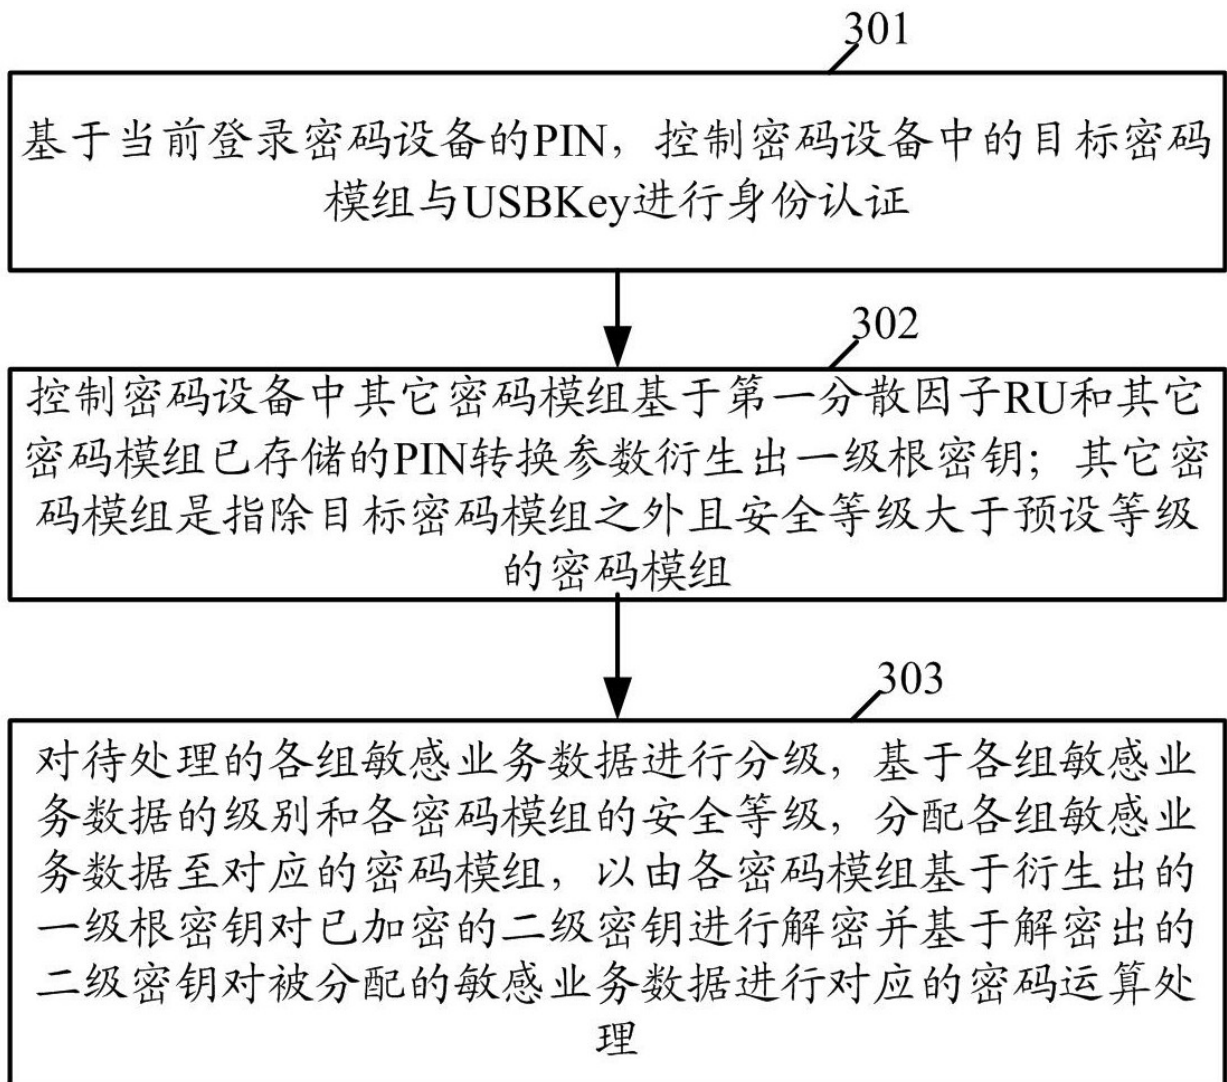 301
基于当前登录密码设备的PIN，控制密码设备中的目标密码
模组与USBKey进行身份认证
302
控制密码设备中其它密码模组基于第一分散因子RU和其它
密码模组已存储的PIN转换参数衍生出一级根密钥；其它密
码模组是指除目标密码模组之外且安全等级大于预设等级
的密码模组
303
对待处理的各组敏感业务数据进行分级，基于各组敏感业
务数据的级别和各密码模组的安全等级，分配各组敏感业
务数据至对应的密码模组，以由各密码模组基于衍生出的
一级根密钥对已加密的二级密钥进行解密并基于解密出的
二级密钥对被分配的敏感业务数据进行对应的密码运算处
理